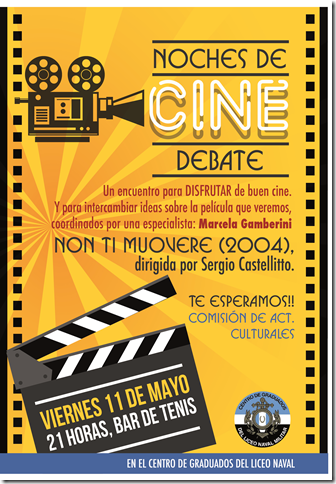 NOCHES DE
CINE
DEBATE
Un encuentro para DISFRUTAR de buen cine.
Y para intercambiar ideas sobre la película que veremos,
coordinados por una especialista: Marcela Gamberini
NON TI MUOVERE (2004),
dirigida por Sergio Castellitto.
TE ESPERAMOS!!
COMISIÓN DE ACT.
CULTURALES
VIERNES 11 DE MAYO
21 HORAS, BAR DE TENIS
CENTRO DE GRADUADOS
DEL LICEO NAVAL MILITAR
EN EL CENTRO DE GRADUADOS DEL LICEO NAVAL